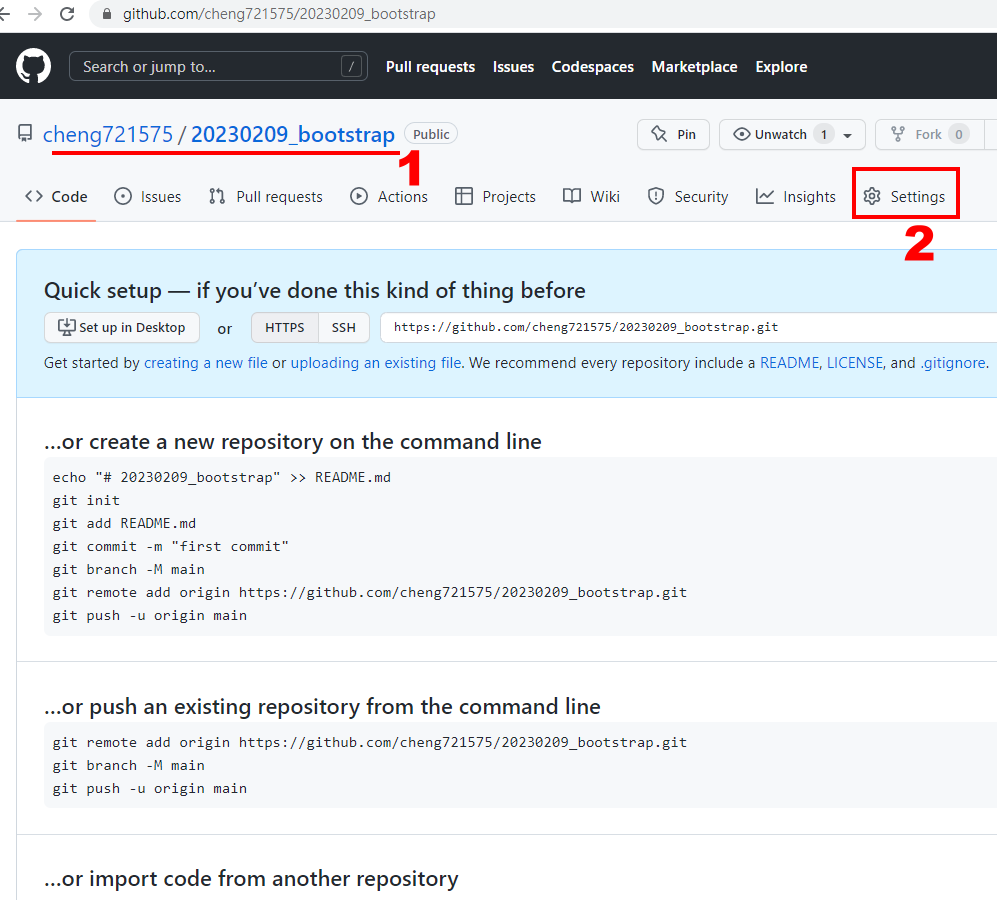 github.com/cheng721575/20230209_bootstrap
Search or jump to... / Pull requests Issues Codespaces Marketplace Explore
cheng721575 / 20230209_bootstrap Public Pin Unwatch 1 Fork 0
1
Code Issues Pull requests Actions Projects Wiki Security Insights Settings
2
Quick setup — if you’ve done this kind of thing before
Set up in Desktop or HTTPS SSH https://github.com/cheng721575/20230209_bootstrap.git
Get started by creating a new file or uploading an existing file. We recommend every repository include a README, LICENSE, and .gitignore.
...or create a new repository on the command line
echo "# 20230209_bootstrap" >> README.md
git init
git add README.md
git commit -m "first commit"
git branch -M main
git remote add origin https://github.com/cheng721575/20230209_bootstrap.git
git push -u origin main
...or push an existing repository from the command line
git remote add origin https://github.com/cheng721575/20230209_bootstrap.git
git branch -M main
git push -u origin main
...or import code from another repository